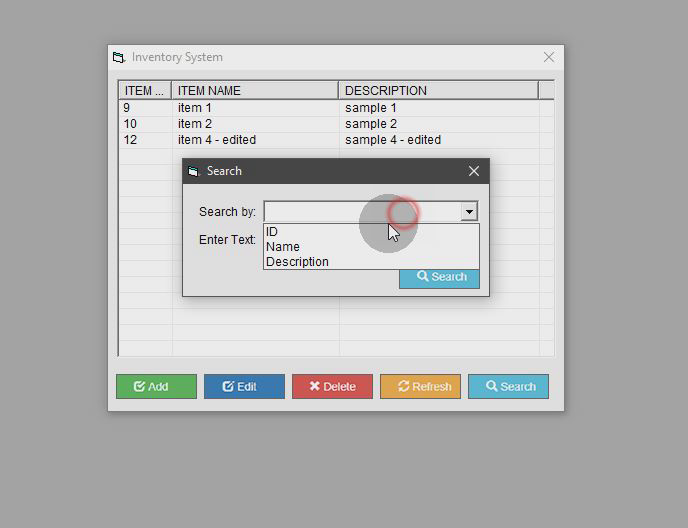 Inventory System
ITEM ... ITEM NAME DESCRIPTION
9 item 1 sample 1
10 item 2 sample 2
12 item 4 - edited sample 4 - edited
Search
Search by:
Enter Text:
ID
Name
Description
Search
Add Edit Delete Refresh Search